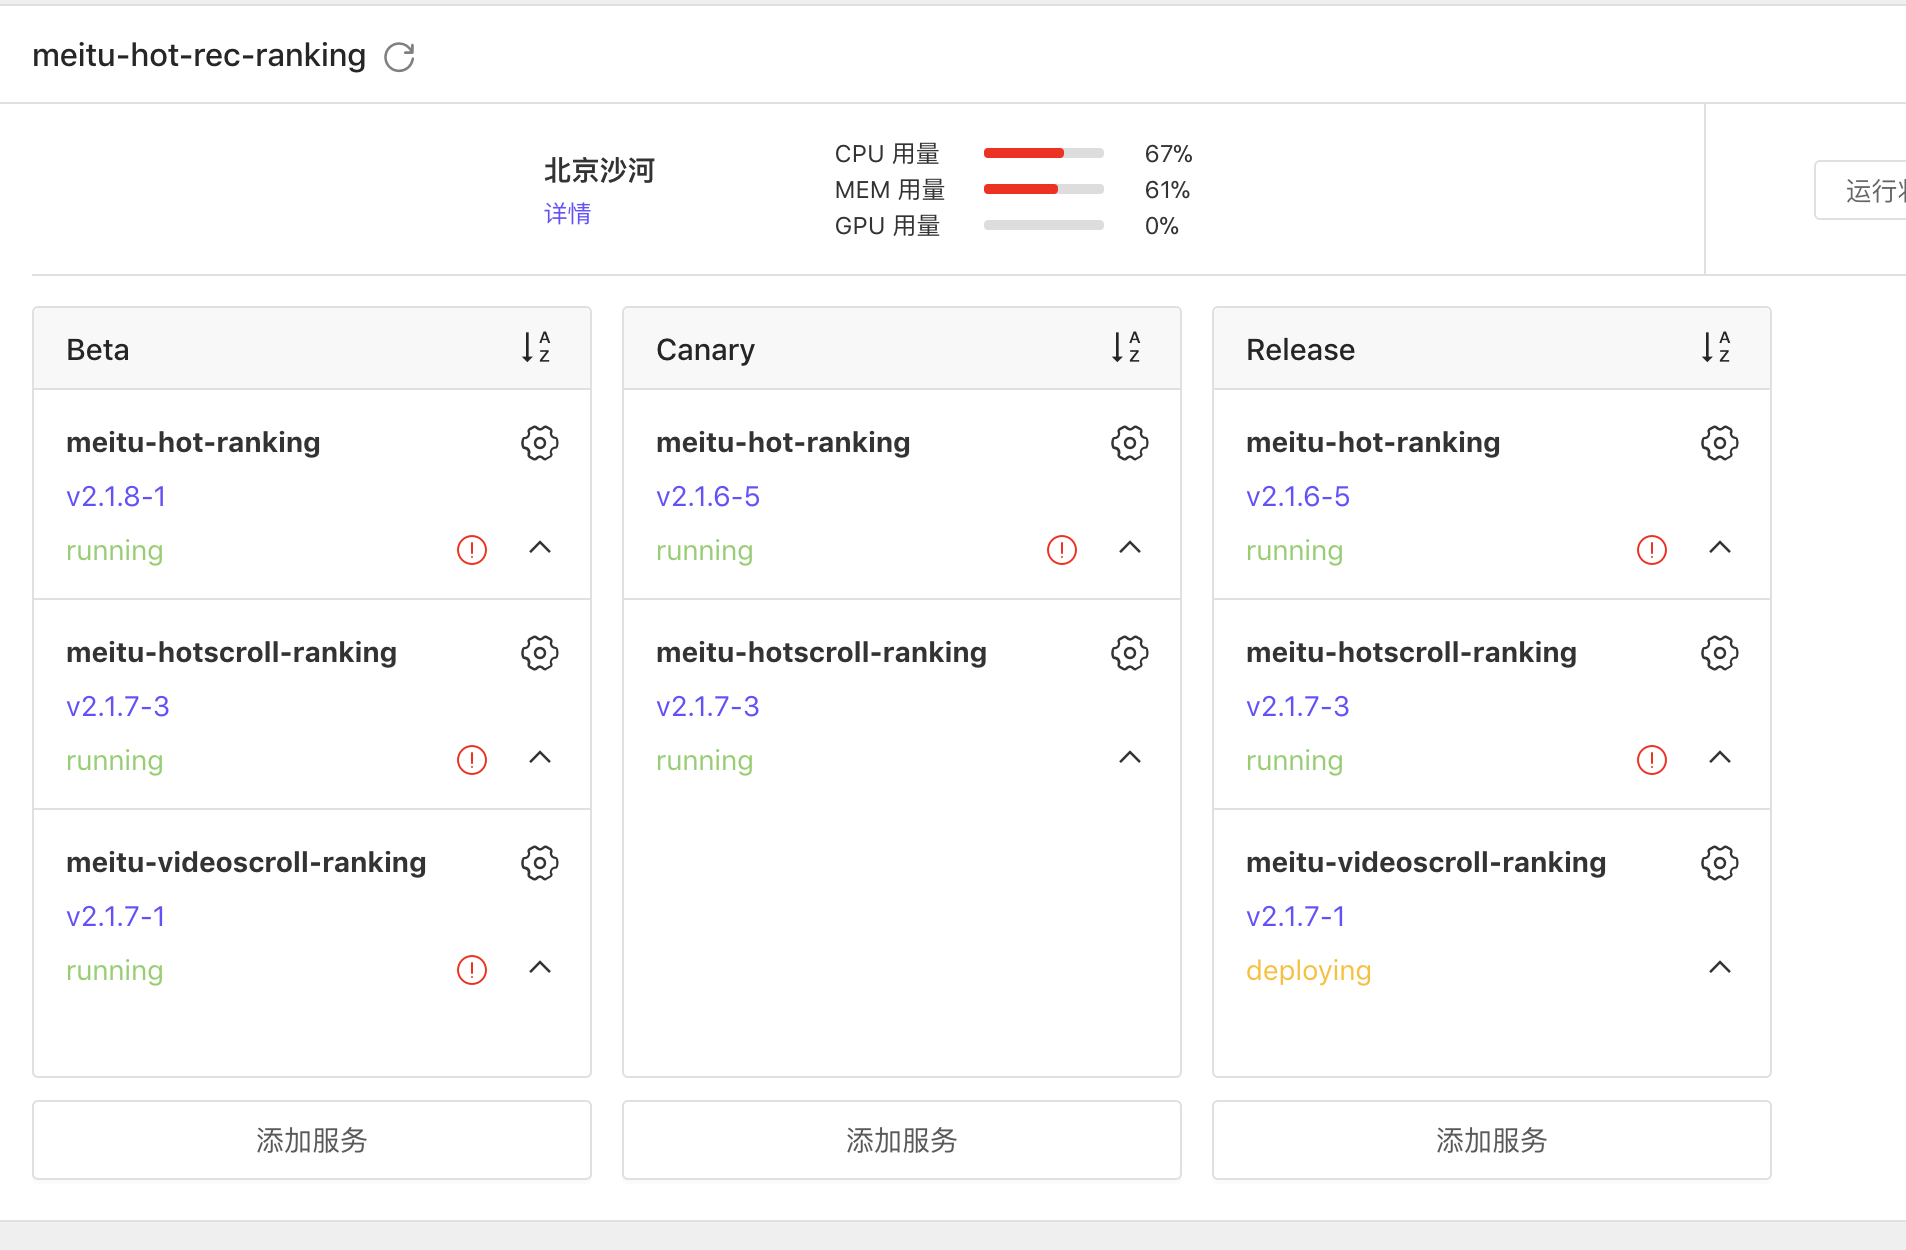 meitu-hot-rec-ranking
北京沙河
详情
CPU 用量 67%
MEM 用量 61%
GPU 用量 0%
运行
Beta
meitu-hot-ranking
v2.1.8-1
running
meitu-hotscroll-ranking
v2.1.7-3
running
meitu-videoscroll-ranking
v2.1.7-1
running
添加服务
Canary
meitu-hot-ranking
v2.1.6-5
running
meitu-hotscroll-ranking
v2.1.7-3
running
添加服务
Release
meitu-hot-ranking
v2.1.6-5
running
meitu-hotscroll-ranking
v2.1.7-3
running
meitu-videoscroll-ranking
v2.1.7-1
deploying
添加服务